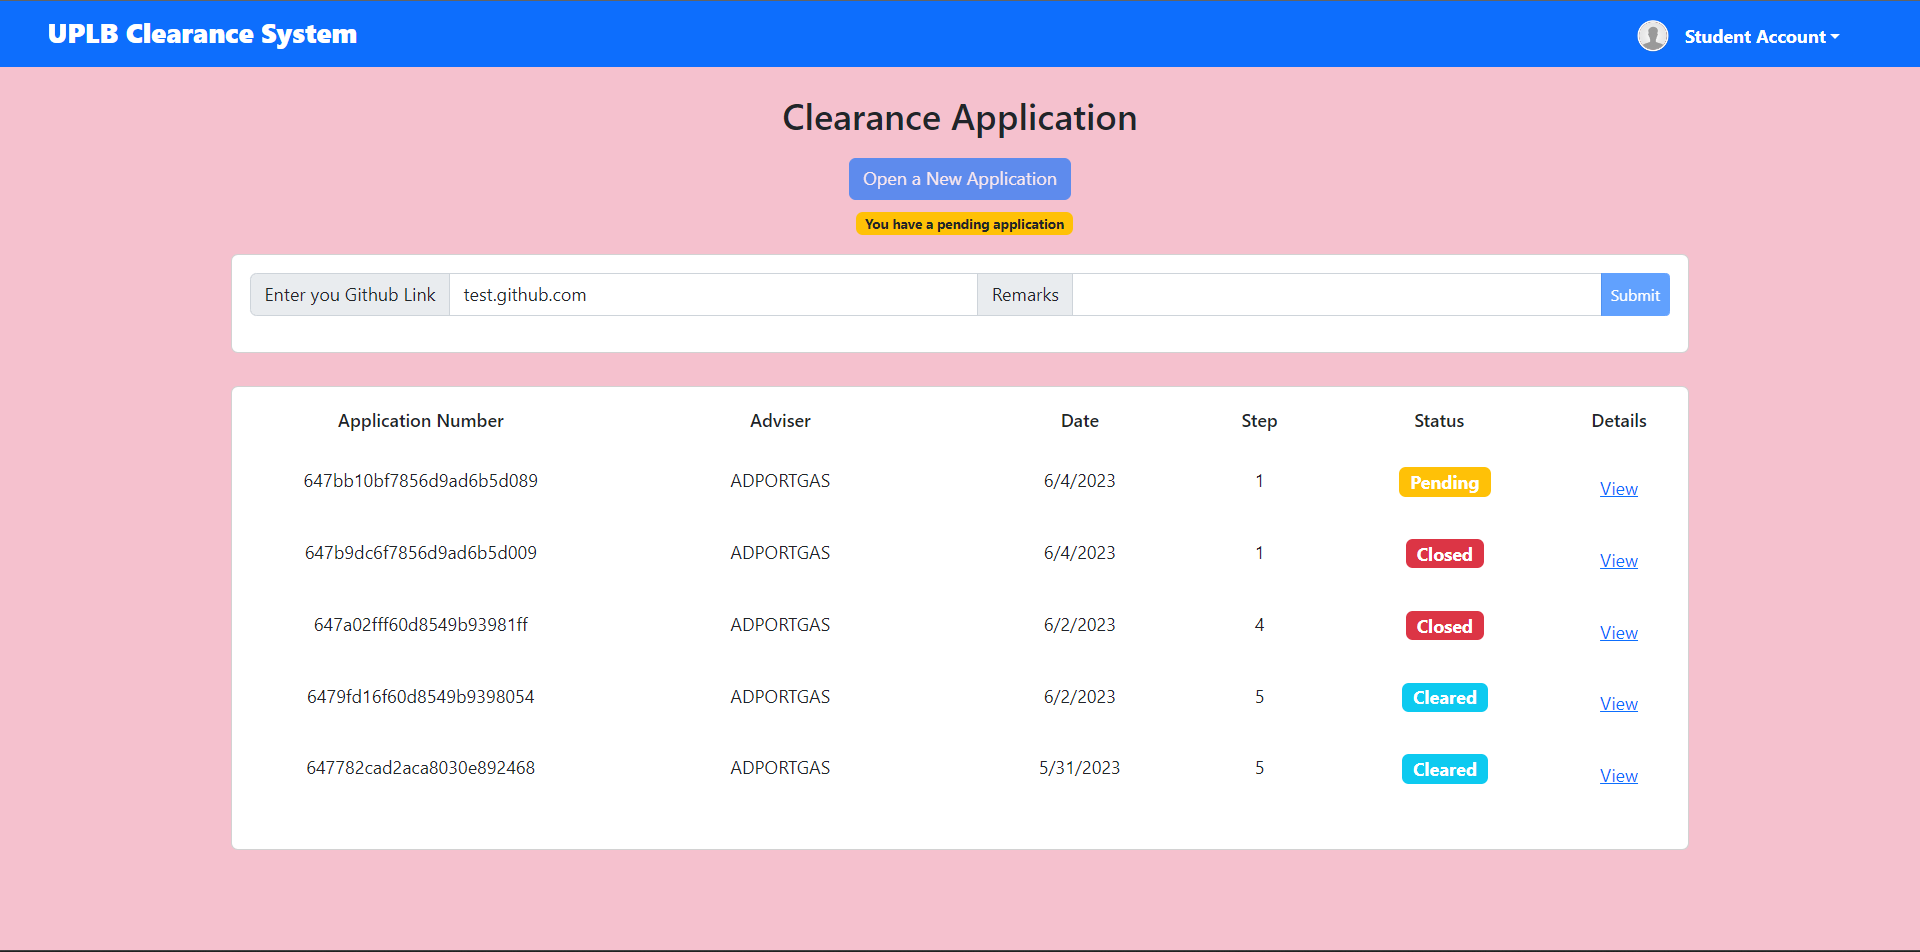 UPLB Clearance System
Student Account
Clearance Application
Open a New Application
You have a pending application
Enter you Github Link test.github.com Remarks Submit
Application Number Adviser Date Step Status Details
647bb10bf7856d9ad6b5d089 ADPORTGAS 6/4/2023 1 Pending View
647b9dc6f7856d9ad6b5d009 ADPORTGAS 6/4/2023 1 Closed View
647a02fff60d8549b93981ff ADPORTGAS 6/2/2023 4 Closed View
6479fd16f60d8549b9398054 ADPORTGAS 6/2/2023 5 Cleared View
647782cad2aca8030e892468 ADPORTGAS 5/31/2023 5 Cleared View